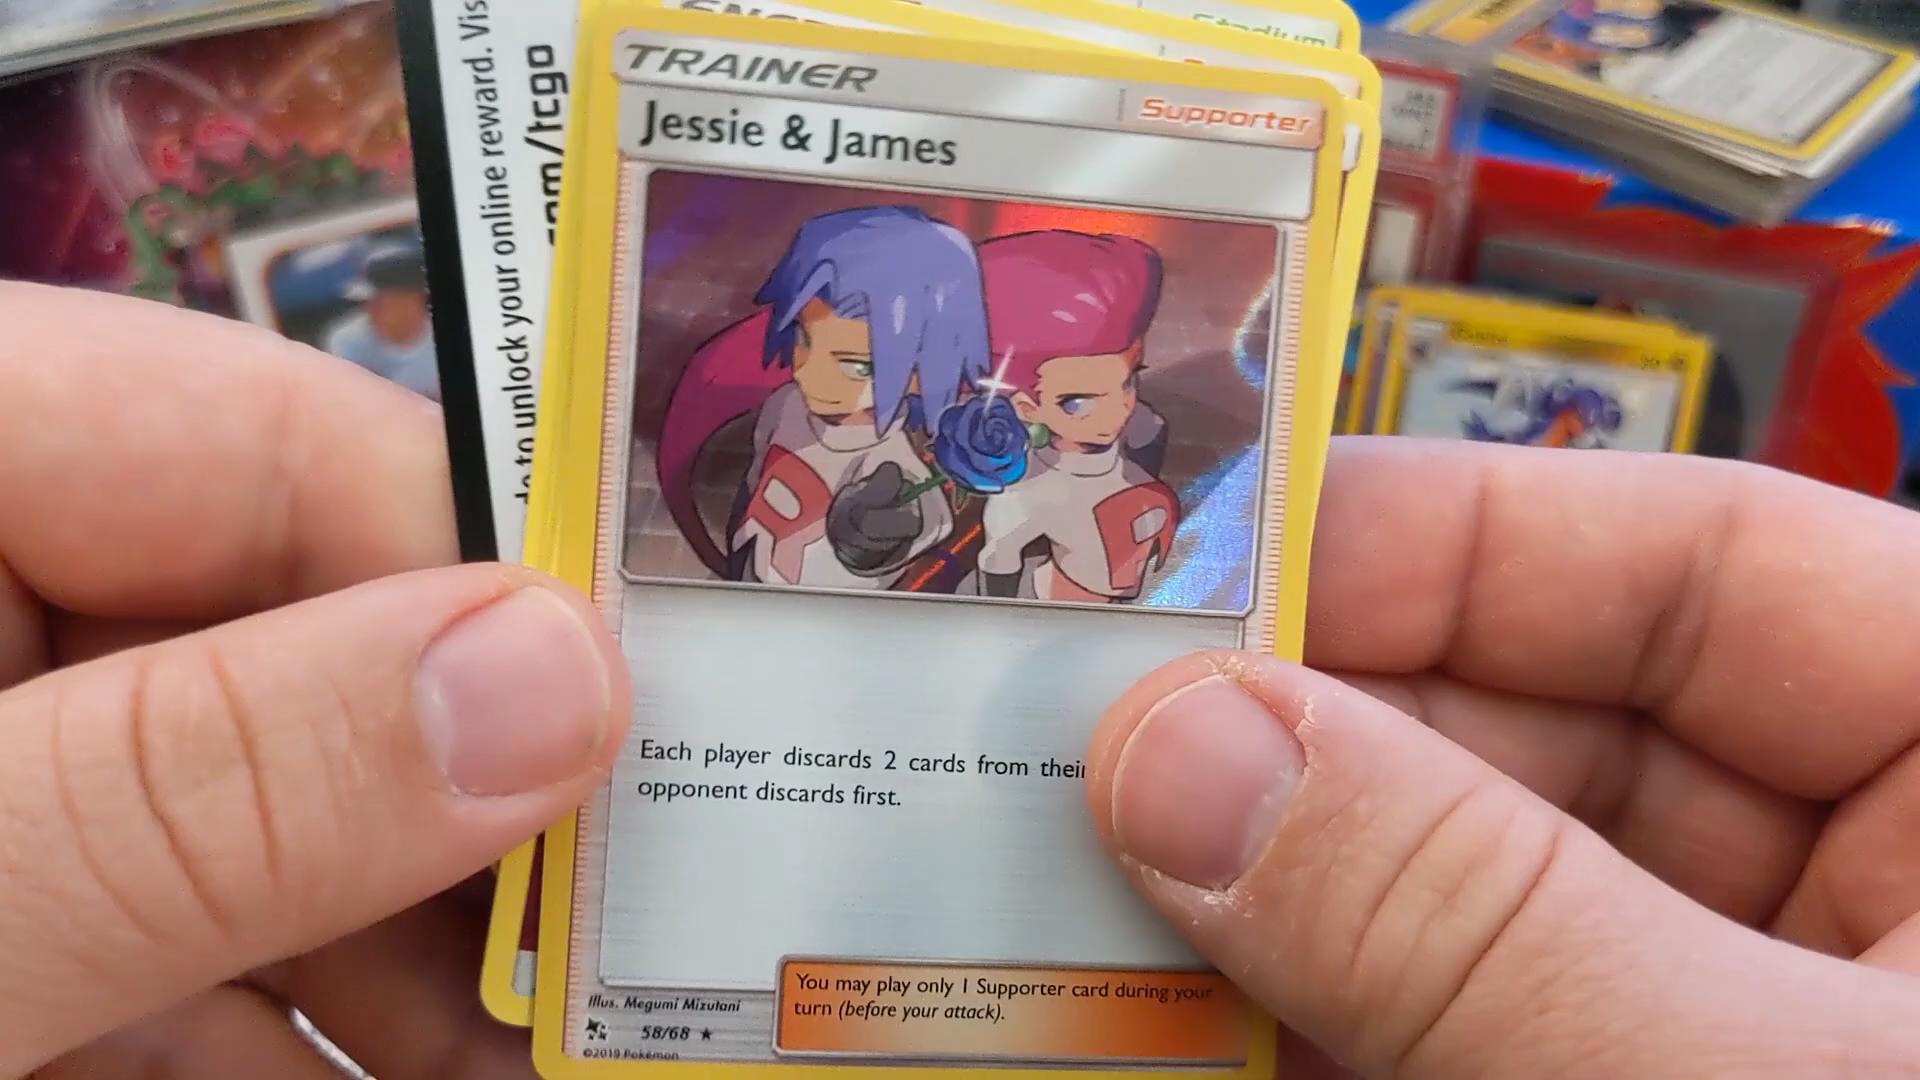 Stadium
TRAINER
Supporter
Jessie & James
to unlock your online reward. Vis
om/tcgo
R
R
Each player discards 2 cards from their
opponent discards first.
You may play only 1 Supporter card during your
turn (before your attack).
Illus. Megumi Mizutani
58/68 ★
©2019 Pokémon